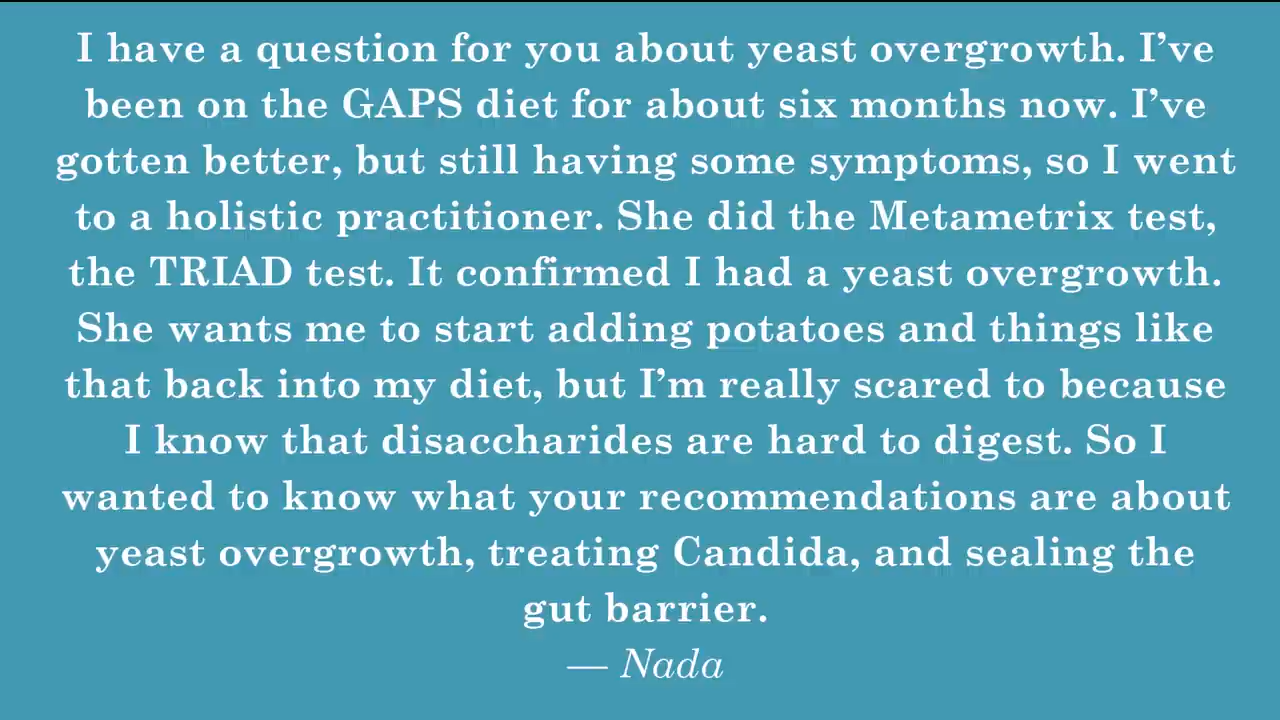 I have a question for you about yeast overgrowth. I’ve
been on the GAPS diet for about six months now. I’ve
gotten better, but still having some symptoms, so I went
to a holistic practitioner. She did the Metametrix test,
the TRIAD test. It confirmed I had a yeast overgrowth.
She wants me to start adding potatoes and things like
that back into my diet, but I’m really scared to because
I know that disaccharides are hard to digest. So I
wanted to know what your recommendations are about
yeast overgrowth, treating Candida, and sealing the
gut barrier.
— Nada